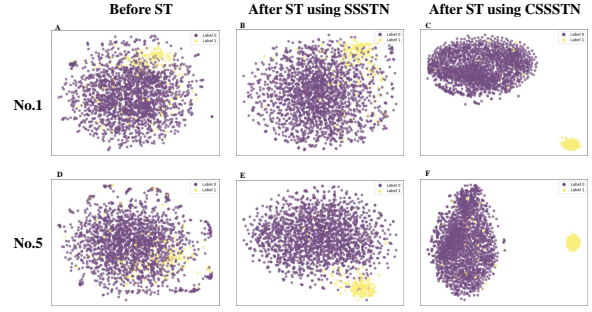 Before ST
After ST using SSSTN
After ST using CSSSTN
No.1
A
Label 0
Label 1
B
Label 0
Label 1
C
Label 0
Label 1
No.5
D
Label 0
Label 1
E
Label 0
Label 1
F
Label 0
Label 1